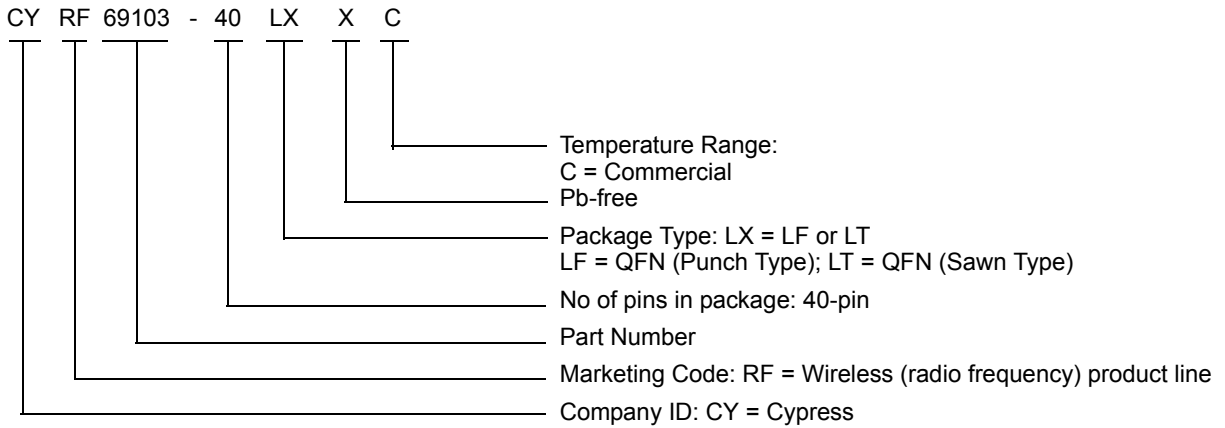 CY RF 69103 - 40 LX X C
Temperature Range:
C = Commercial
Pb-free
Package Type: LX = LF or LT
LF = QFN (Punch Type); LT = QFN (Sawn Type)
No of pins in package: 40-pin
Part Number
Marketing Code: RF = Wireless (radio frequency) product line
Company ID: CY = Cypress